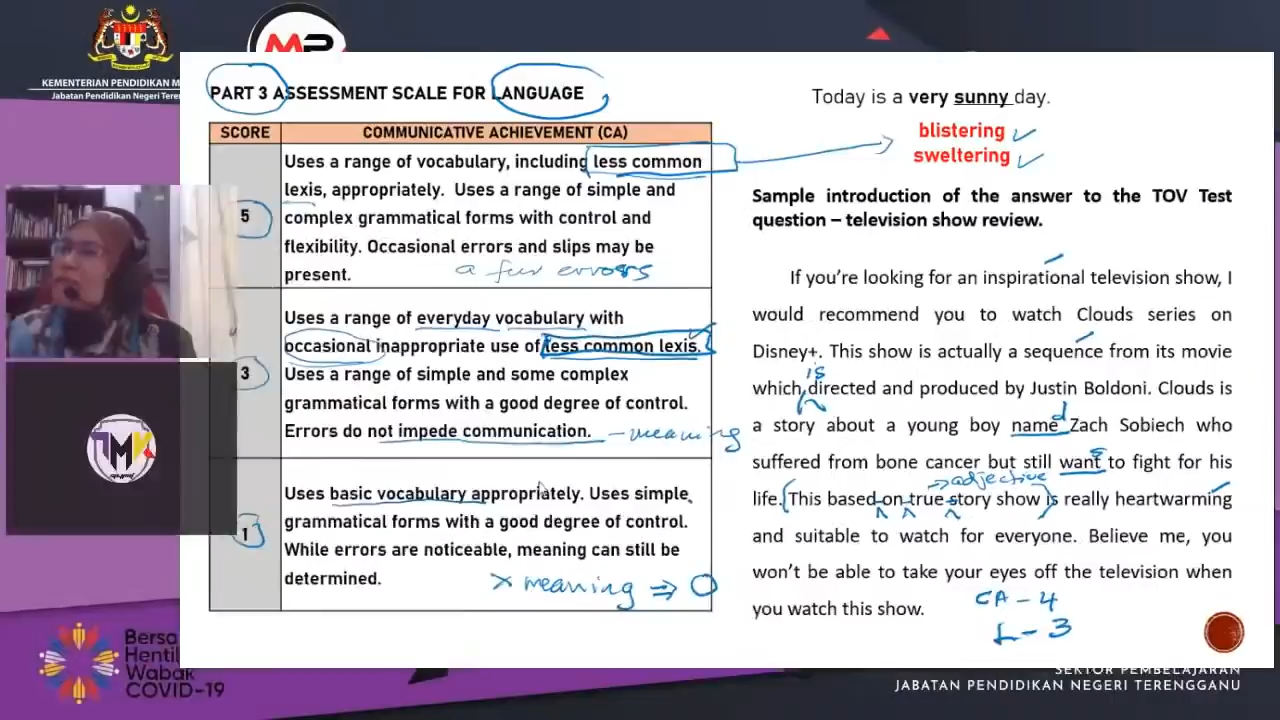 KEMENTERIAN PENDIDIKAN M
Jabatan Pendidikan Negeri Tereng
MP
PART 3 ASSESSMENT SCALE FOR LANGUAGE
SCORE
COMMUNICATIVE ACHIEVEMENT (CA)
5
Uses a range of vocabulary, including less common
lexis, appropriately. Uses a range of simple and
complex grammatical forms with control and
flexibility. Occasional errors and slips may be
present.
a few errors
3
Uses a range of everyday vocabulary with
occasional inappropriate use of less common lexis.
Uses a range of simple and some complex
grammatical forms with a good degree of control.
Errors do not impede communication.
- meaning
1
Uses basic vocabulary appropriately. Uses simple
grammatical forms with a good degree of control.
While errors are noticeable, meaning can still be
determined.
x meaning ⇒ 0
Today is a very sunny day.
blistering
sweltering
Sample introduction of the answer to the TOV Test
question – television show review.
If you're looking for an inspirational television show, I
would recommend you to watch Clouds series on
Disney+. This show is actually a sequence from its movie
is
which directed and produced by Justin Boldoni. Clouds is
d
a story about a young boy name Zach Sobiech who
s
suffered from bone cancer but still want to fight for his
→ adjective
life. This based on true story show is really heartwarming
and suitable to watch for everyone. Believe me, you
won't be able to take your eyes off the television when
you watch this show.
CA - 4
L - 3
TMK
Bersa
Hentil
Wabak
COVID-19
SEKTOR PEMBELAJARAN
JABATAN PENDIDIKAN NEGERI TERENGGANU